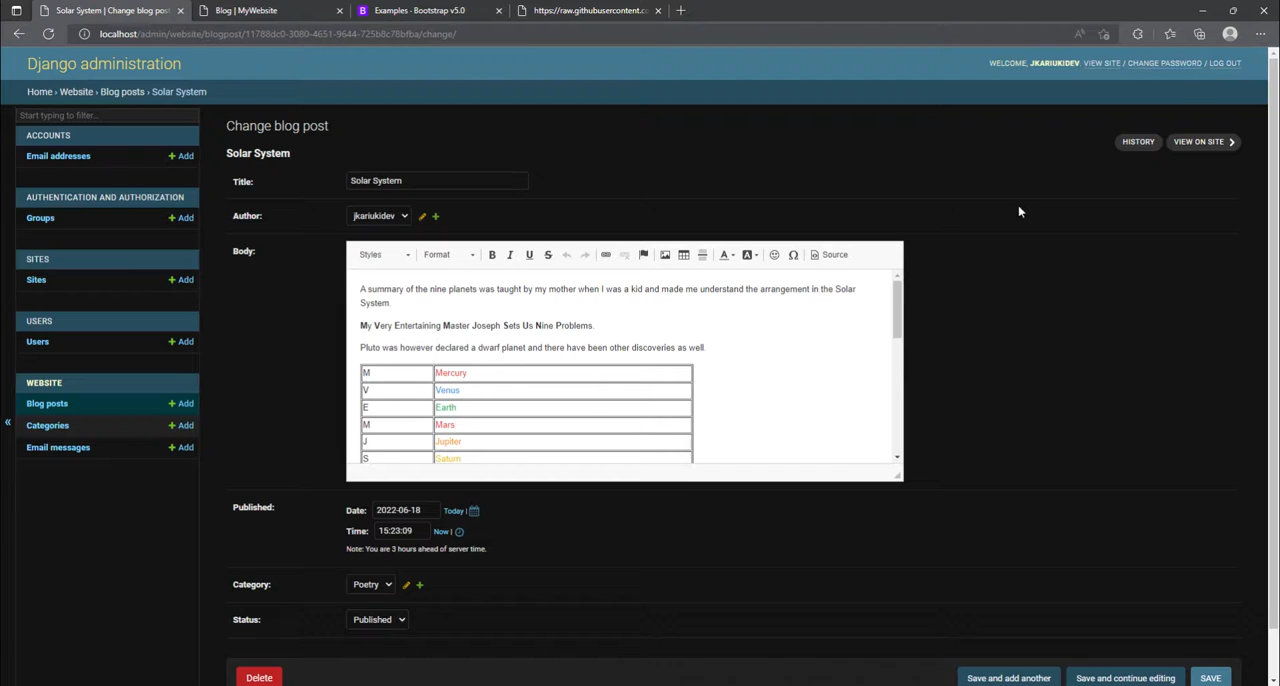 Solar System | Change blog post
Blog | MyWebsite
B Examples - Bootstrap v5.0
https://raw.githubusercontent.c
localhost/admin/website/blogpost/11788dc0-3080-4651-9644-725b8c78bfba/change/
Django administration
WELCOME, JKARIUKIDEV. VIEW SITE / CHANGE PASSWORD / LOG OUT
Home › Website › Blog posts › Solar System
Start typing to filter...
ACCOUNTS
Email addresses + Add
AUTHENTICATION AND AUTHORIZATION
Groups + Add
SITES
Sites + Add
USERS
Users + Add
WEBSITE
Blog posts + Add
Categories + Add
Email messages + Add
«
Change blog post
HISTORY
VIEW ON SITE
Solar System
Title: Solar System
Author: jkariukidev
Body:
Styles Format B I U S A A Ω Source
A summary of the nine planets was taught by my mother when I was a kid and made me understand the arrangement in the Solar
System.
My Very Entertaining Master Joseph Sets Us Nine Problems.
Pluto was however declared a dwarf planet and there have been other discoveries as well.
M Mercury
V Venus
E Earth
M Mars
J Jupiter
S Saturn
Published:
Date: 2022-06-18 Today |
Time: 15:23:09 Now |
Note: You are 3 hours ahead of server time.
Category: Poetry
Status: Published
Delete
Save and add another
Save and continue editing
SAVE